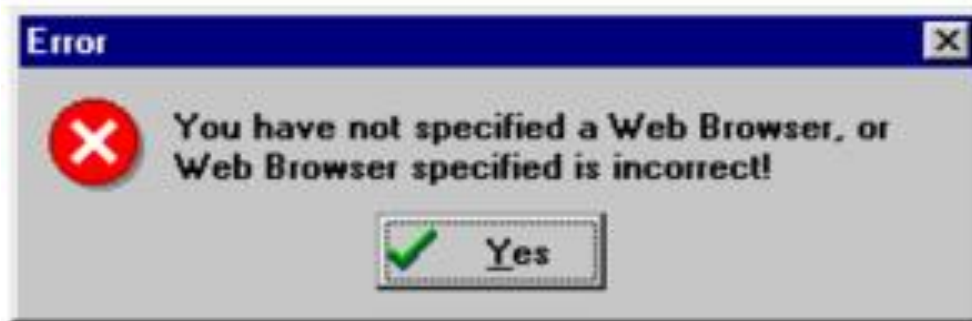 Error
You have not specified a Web Browser, or
Web Browser specified is incorrect!
Yes